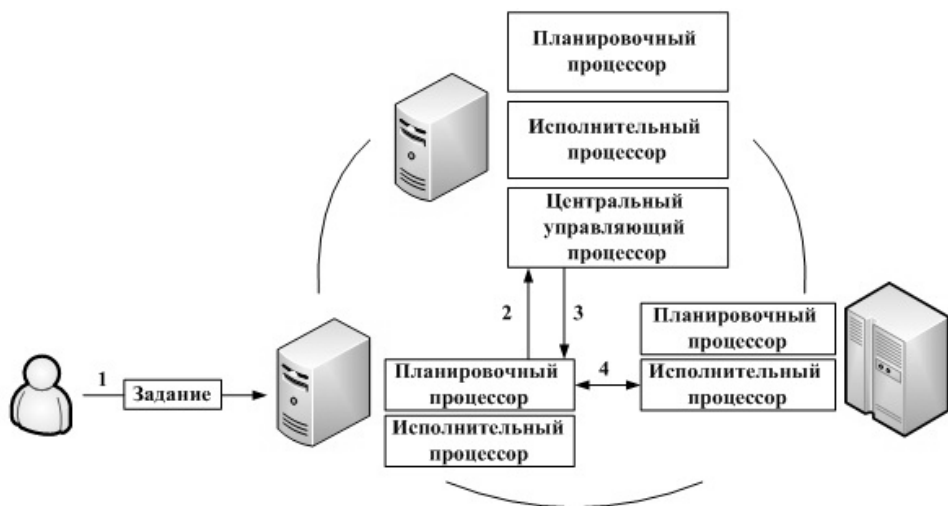 Планировочный
процессор
Исполнительный
процессор
Центральный
управляющий
процессор
2
3
Планировочный
процессор
1
Задание
Планировочный
процессор
4
Исполнительный
процессор
Исполнительный
процессор